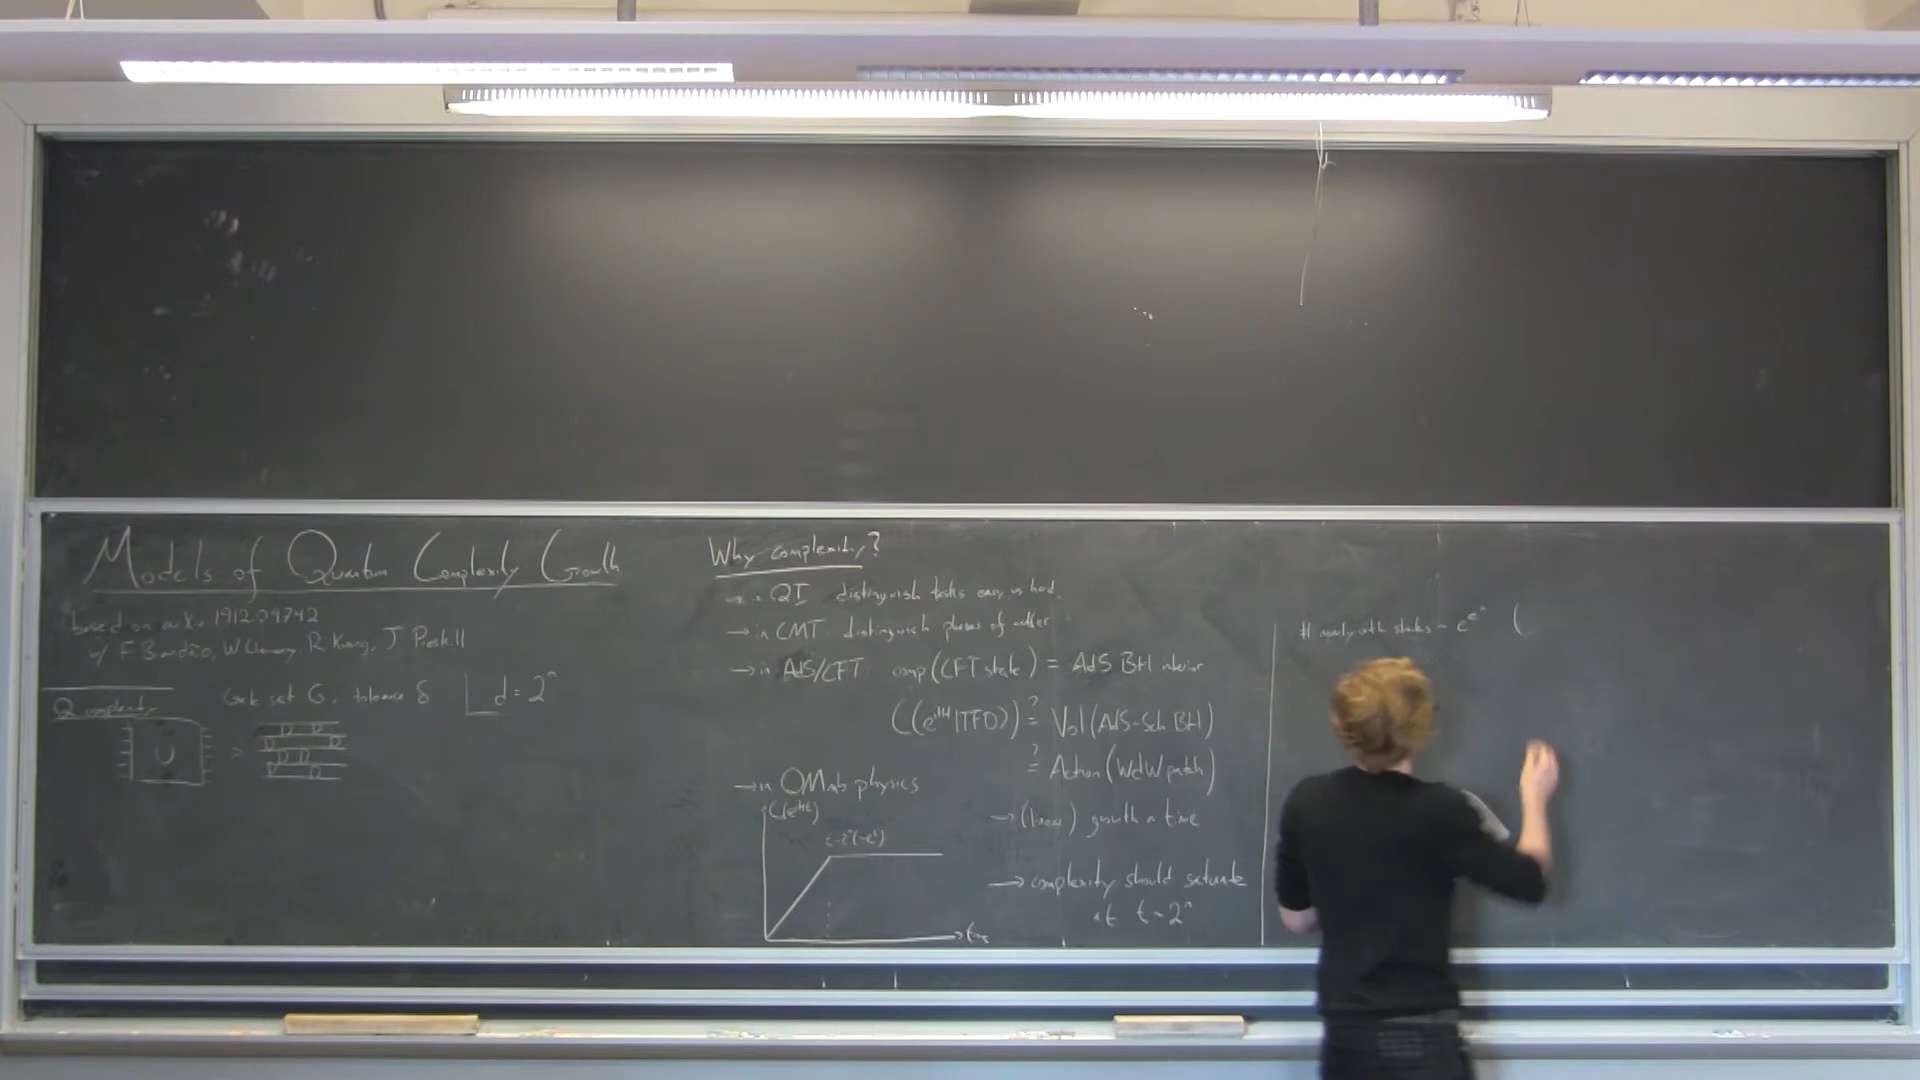 Models of Quantum Complexity Growth
based on arXiv 1912.04742
w/ F Brandão, W Chemissany, R Kueng, J Preskill
Q complexity
Gate set G, tolerance δ
d = 2ⁿ
U ≈
Why complexity?
→ in QI distinguish tasks easy vs hard
→ in CMT: distinguish phases of matter
→ in AdS/CFT: comp(CFT state) = AdS BH interior
C(e^{iHt}|TFD⟩) ?= Vol(AdS-Sch BH)
?= Action(WdW patch)
→ in QMab physics
C(e^{iHt})
time
→ (linear) growth in time
→ complexity should saturate
at t~2ⁿ
# nearly orth states ~ e^{eⁿ} (